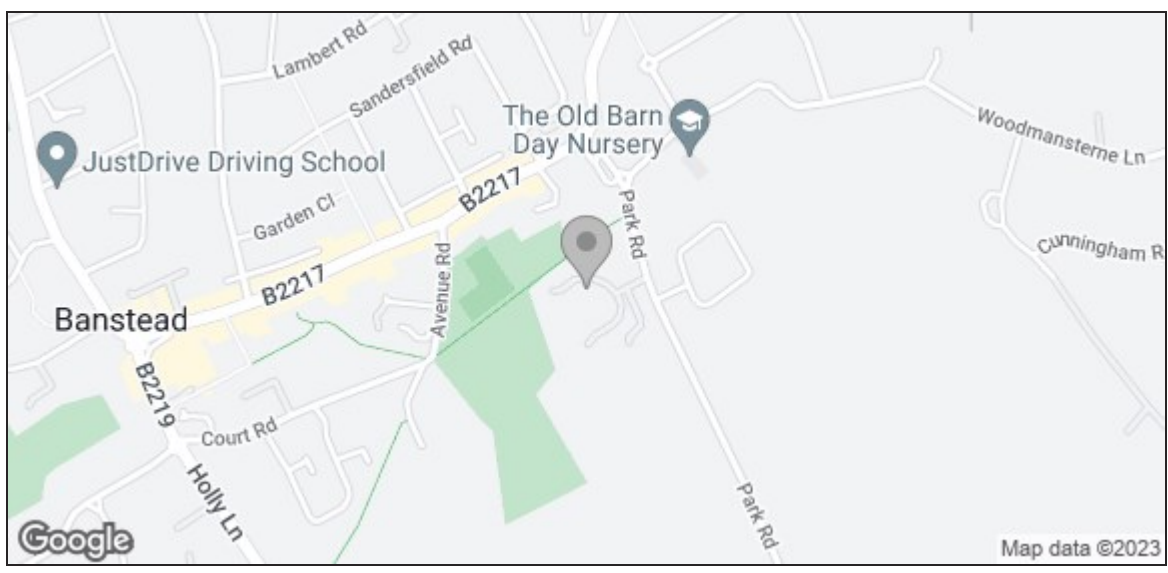 Lambert Rd
Sandersfield Rd
The Old Barn
Day Nursery
Woodmansterne Ln
JustDrive Driving School
B2217
Garden Cl
Park Rd
Cunningham R
Avenue Rd
B2217
Banstead
B2219
Court Rd
Holly Ln
Park Rd
Google
Map data ©2023